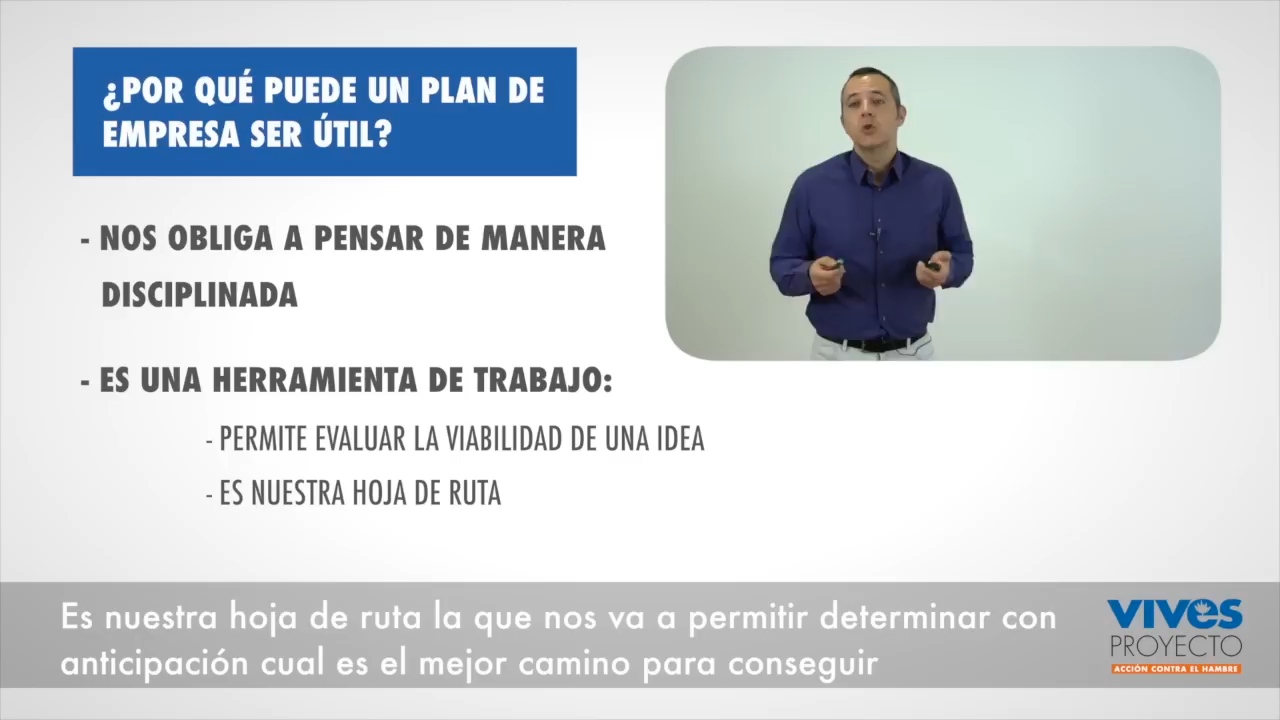 ¿POR QUÉ PUEDE UN PLAN DE
EMPRESA SER ÚTIL?
- NOS OBLIGA A PENSAR DE MANERA
DISCIPLINADA
- ES UNA HERRAMIENTA DE TRABAJO:
- PERMITE EVALUAR LA VIABILIDAD DE UNA IDEA
- ES NUESTRA HOJA DE RUTA
Es nuestra hoja de ruta la que nos va a permitir determinar con
anticipación cual es el mejor camino para conseguir
VIVES
PROYECTO
ACCIÓN CONTRA EL HAMBRE